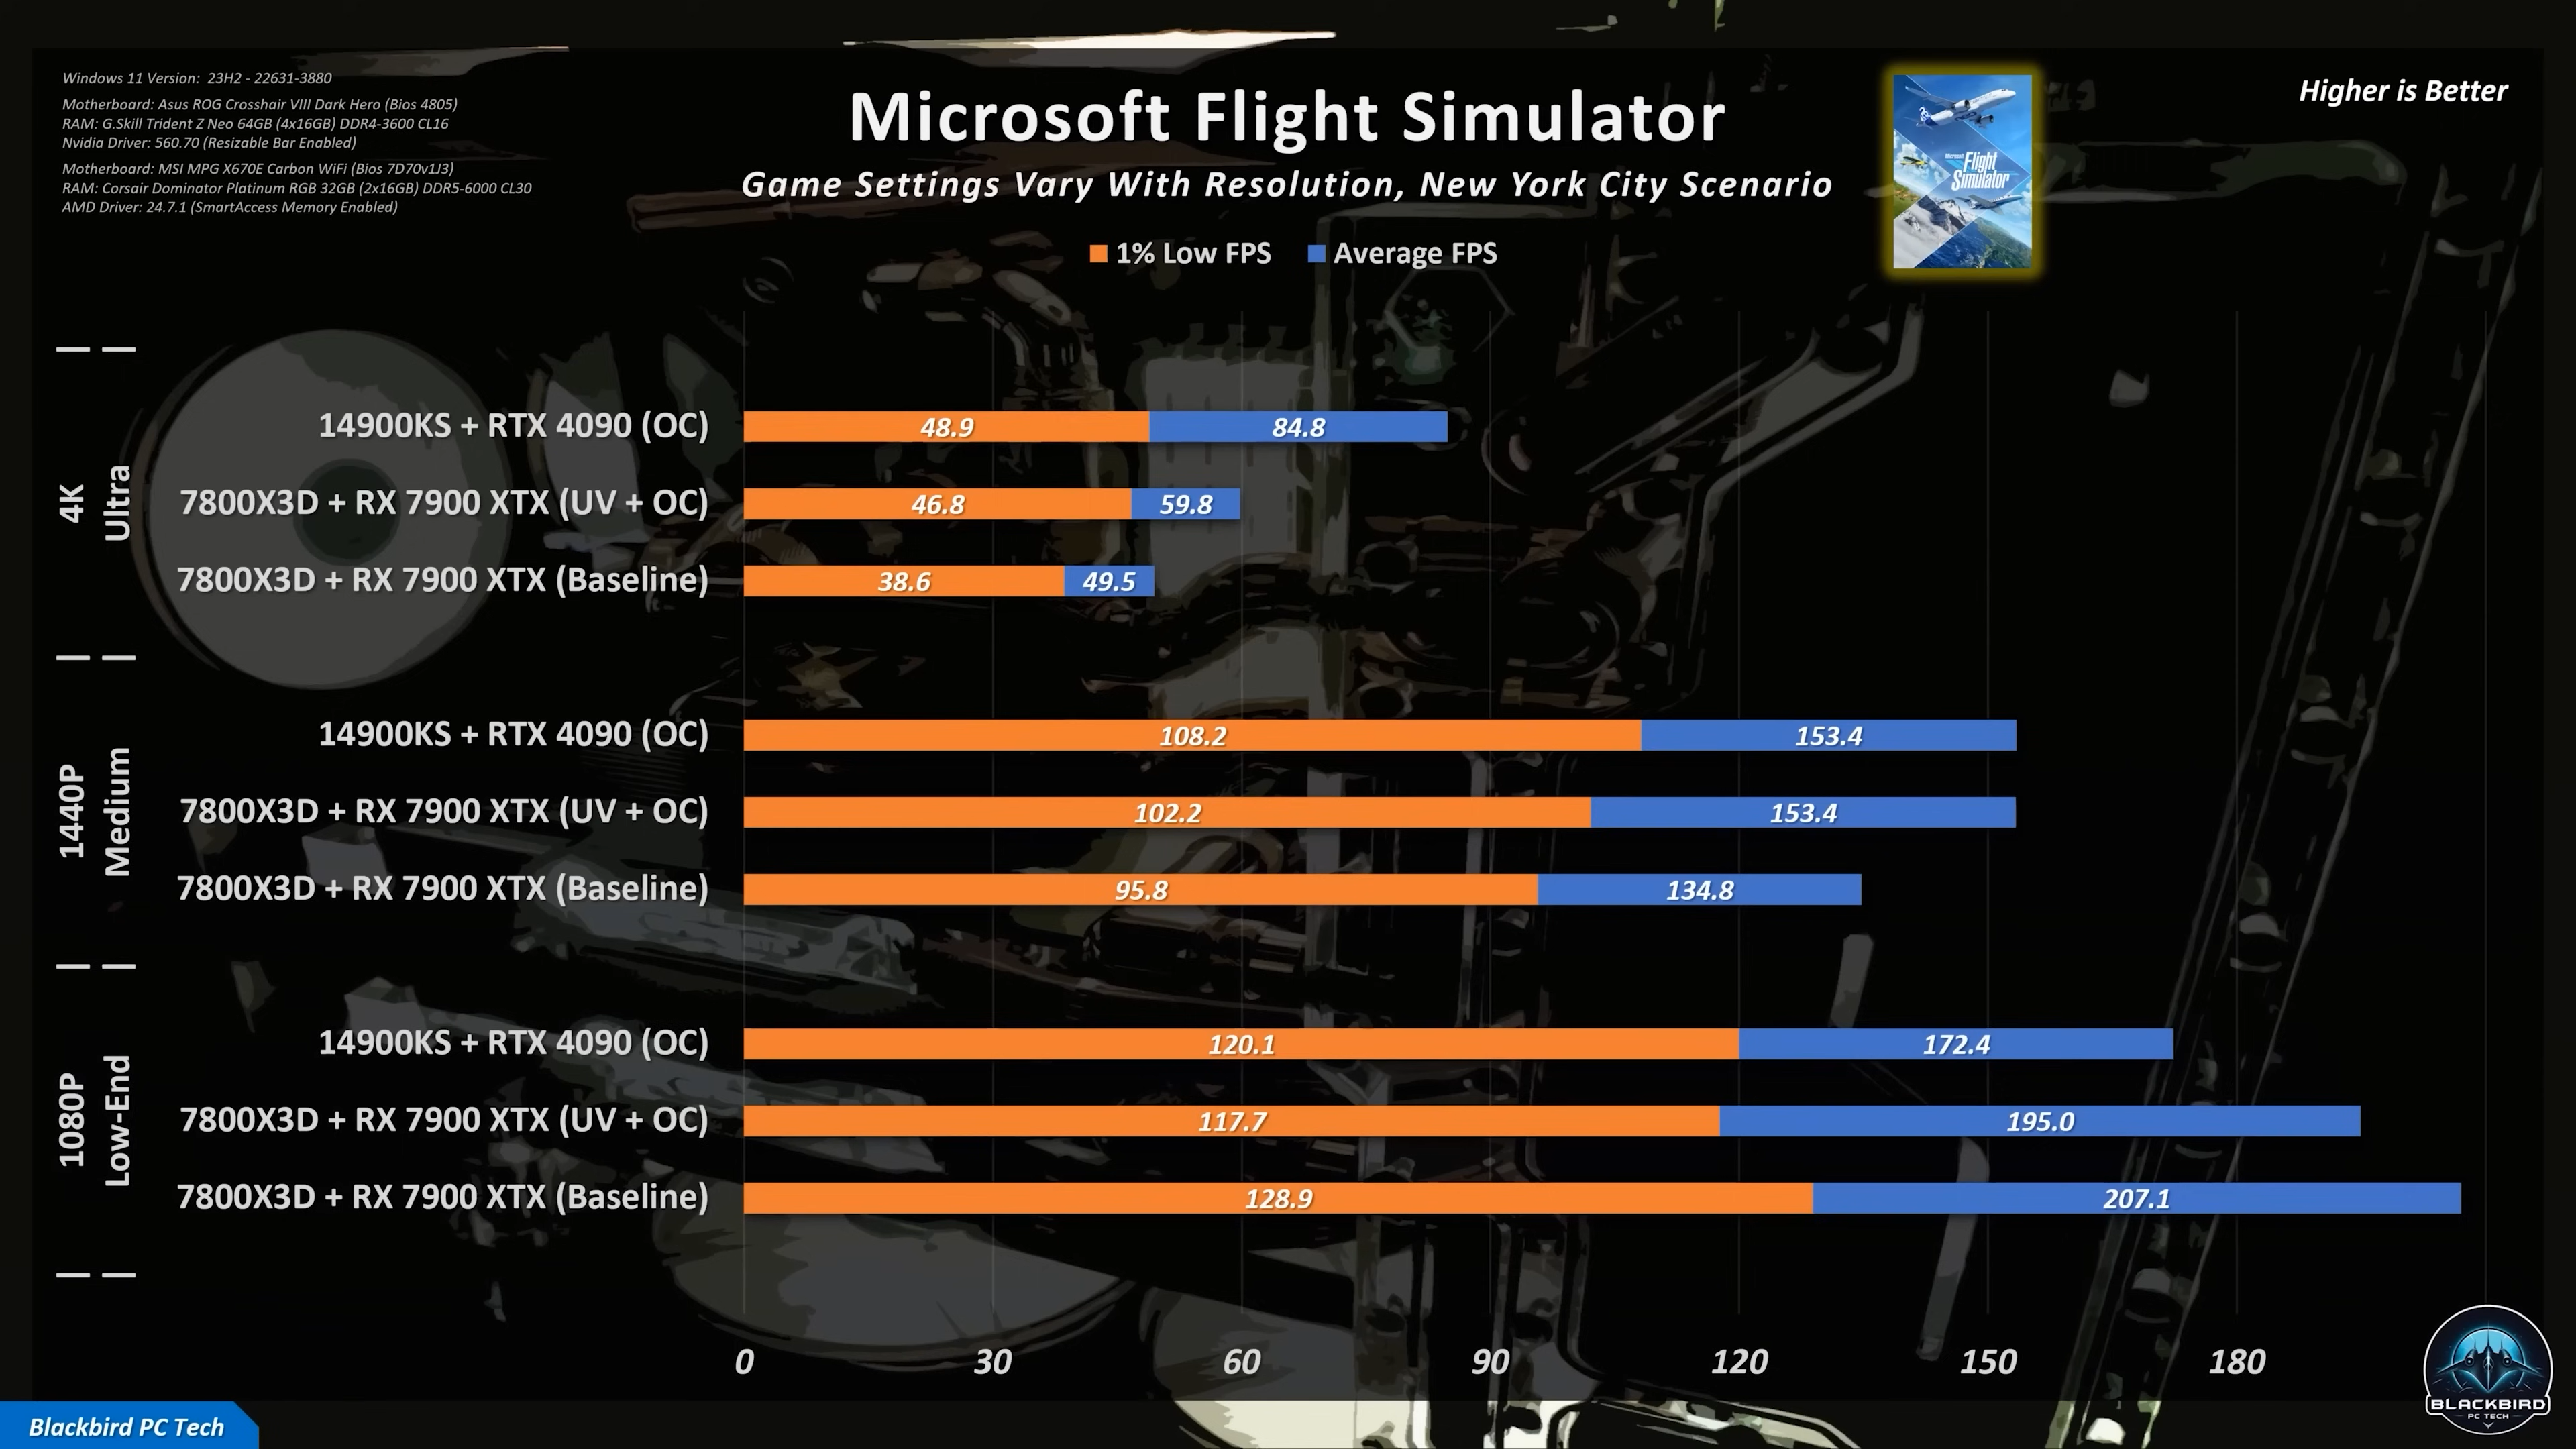 Windows 11 Version: 23H2 - 22631-3880
Motherboard: Asus ROG Crosshair VIII Dark Hero (Bios 4805)
RAM: G.Skill Trident Z Neo 64GB (4x16GB) DDR4-3600 CL16
Nvidia Driver: 560.70 (Resizable Bar Enabled)
Motherboard: MSI MPG X670E Carbon WiFi (Bios 7D70v1J3)
RAM: Corsair Dominator Platinum RGB 32GB (2x16GB) DDR5-6000 CL30
AMD Driver: 24.7.1 (SmartAccess Memory Enabled)
Microsoft Flight Simulator
Game Settings Vary With Resolution, New York City Scenario
Microsoft
Flight
Simulator
Higher is Better
1% Low FPS
Average FPS
4K
Ultra
14900KS + RTX 4090 (OC)
48.9
84.8
7800X3D + RX 7900 XTX (UV + OC)
46.8
59.8
7800X3D + RX 7900 XTX (Baseline)
38.6
49.5
1440P
Medium
14900KS + RTX 4090 (OC)
108.2
153.4
7800X3D + RX 7900 XTX (UV + OC)
102.2
153.4
7800X3D + RX 7900 XTX (Baseline)
95.8
134.8
1080P
Low-End
14900KS + RTX 4090 (OC)
120.1
172.4
7800X3D + RX 7900 XTX (UV + OC)
117.7
195.0
7800X3D + RX 7900 XTX (Baseline)
128.9
207.1
0 30 60 90 120 150 180
Blackbird PC Tech
BLACKBIRD
PC TECH